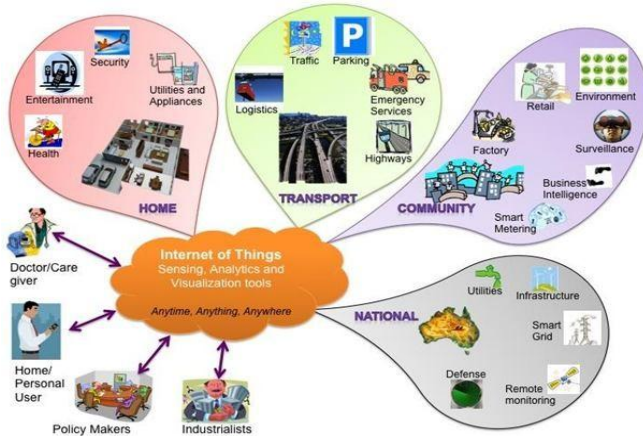 Security
Utilities and
Appliances
Entertainment
Health
HOME
Traffic
P
Parking
Logistics
Emergency
Services
Highways
TRANSPORT
Retail
Environment
Factory
Surveillance
Business
Intelligence
COMMUNITY
Smart
Metering
Internet of Things
Sensing, Analytics and
Visualization tools
Anytime, Anything, Anywhere
NATIONAL
Utilities
Infrastructure
Smart
Grid
Defense
Remote
monitoring
Doctor/Care
giver
Home/
Personal
User
Policy Makers
Industrialists